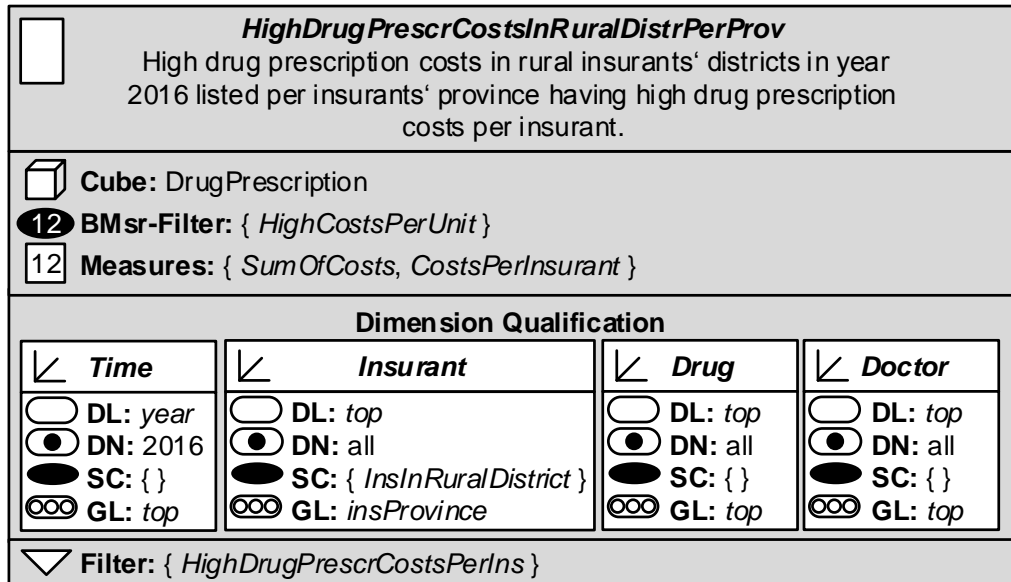 HighDrugPrescrCostsInRuralDistrPerProv
High drug prescription costs in rural insurants‘ districts in year
2016 listed per insurants‘ province having high drug prescription
costs per insurant.
Cube: DrugPrescription
12 BMsr-Filter: { HighCostsPerUnit }
12 Measures: { SumOfCosts, CostsPerInsurant }
Dimension Qualification
Time
DL: year
DN: 2016
SC: { }
GL: top
Insurant
DL: top
DN: all
SC: { InsInRuralDistrict }
GL: insProvince
Drug
DL: top
DN: all
SC: { }
GL: top
Doctor
DL: top
DN: all
SC: { }
GL: top
Filter: { HighDrugPrescrCostsPerIns }